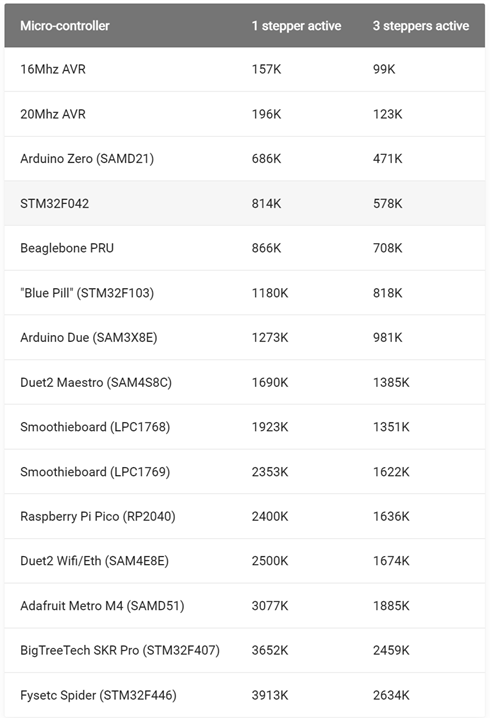 Micro-controller 1 stepper active 3 steppers active
16Mhz AVR 157K 99K
20Mhz AVR 196K 123K
Arduino Zero (SAMD21) 686K 471K
STM32F042 814K 578K
Beaglebone PRU 866K 708K
"Blue Pill" (STM32F103) 1180K 818K
Arduino Due (SAM3X8E) 1273K 981K
Duet2 Maestro (SAM4S8C) 1690K 1385K
Smoothieboard (LPC1768) 1923K 1351K
Smoothieboard (LPC1769) 2353K 1622K
Raspberry Pi Pico (RP2040) 2400K 1636K
Duet2 Wifi/Eth (SAM4E8E) 2500K 1674K
Adafruit Metro M4 (SAMD51) 3077K 1885K
BigTreeTech SKR Pro (STM32F407) 3652K 2459K
Fysetc Spider (STM32F446) 3913K 2634K